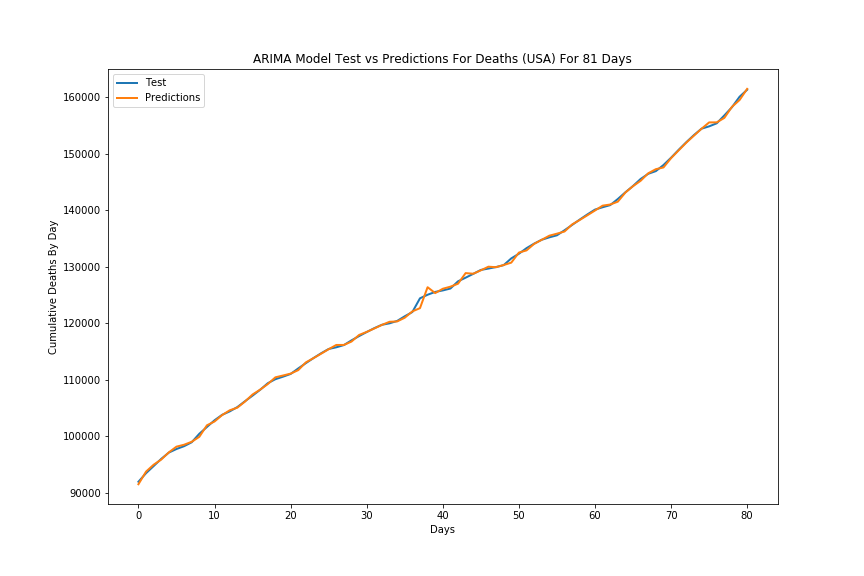 ARIMA Model Test vs Predictions For Deaths (USA) For 81 Days
Test
Predictions
160000
150000
140000
130000
120000
110000
100000
90000
Cumulative Deaths By Day
0 10 20 30 40 50 60 70 80
Days